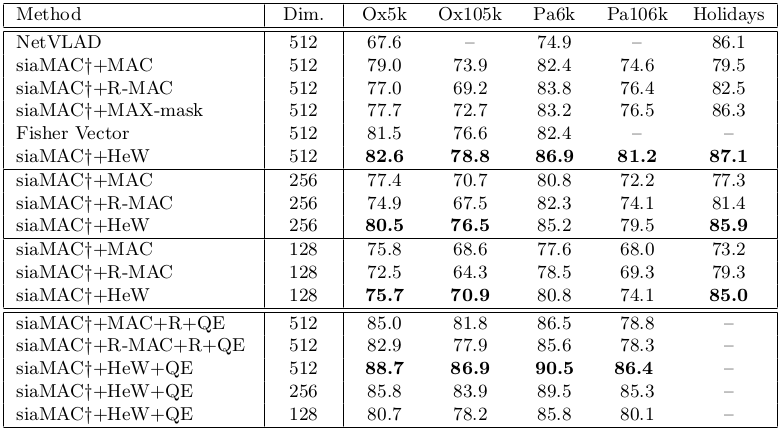 Method Dim. Ox5k Ox105k Pa6k Pa106k Holidays
NetVLAD 512 67.6 – 74.9 – 86.1
siaMAC†+MAC 512 79.0 73.9 82.4 74.6 79.5
siaMAC†+R-MAC 512 77.0 69.2 83.8 76.4 82.5
siaMAC†+MAX-mask 512 77.7 72.7 83.2 76.5 86.3
Fisher Vector 512 81.5 76.6 82.4 – –
siaMAC†+HeW 512 82.6 78.8 86.9 81.2 87.1
siaMAC†+MAC 256 77.4 70.7 80.8 72.2 77.3
siaMAC†+R-MAC 256 74.9 67.5 82.3 74.1 81.4
siaMAC†+HeW 256 80.5 76.5 85.2 79.5 85.9
siaMAC†+MAC 128 75.8 68.6 77.6 68.0 73.2
siaMAC†+R-MAC 128 72.5 64.3 78.5 69.3 79.3
siaMAC†+HeW 128 75.7 70.9 80.8 74.1 85.0
siaMAC†+MAC+R+QE 512 85.0 81.8 86.5 78.8 –
siaMAC†+R-MAC+R+QE 512 82.9 77.9 85.6 78.3 –
siaMAC†+HeW+QE 512 88.7 86.9 90.5 86.4 –
siaMAC†+HeW+QE 256 85.8 83.9 89.5 85.3 –
siaMAC†+HeW+QE 128 80.7 78.2 85.8 80.1 –